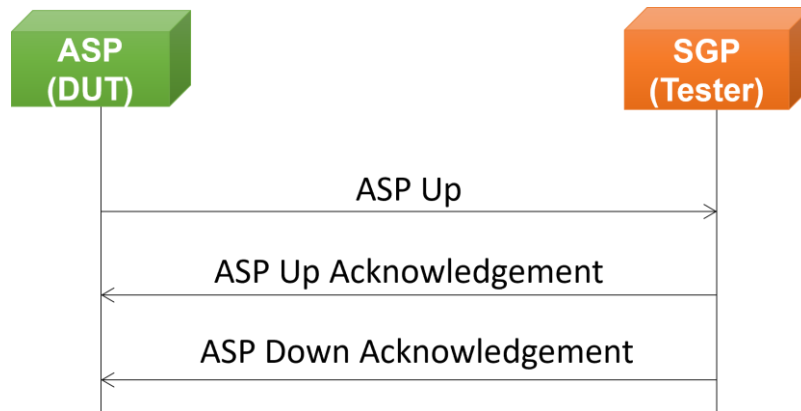 ASP
(DUT)
SGP
(Tester)
ASP Up
ASP Up Acknowledgement
ASP Down Acknowledgement